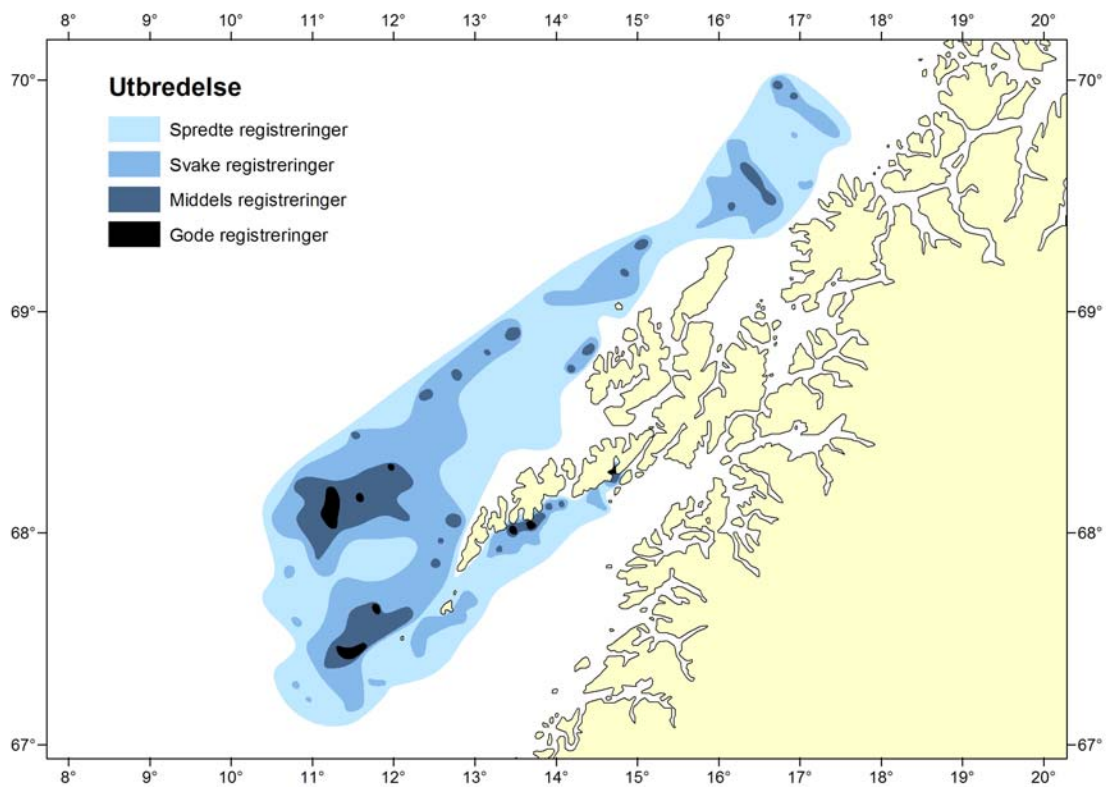 8° 9° 10° 11° 12° 13° 14° 15° 16° 17° 18° 19° 20°
70° 70°
Utbredelse
Spredte registreringer
Svake registreringer
Middels registreringer
Gode registreringer
69° 69°
68° 68°
67° 67°
8° 9° 10° 11° 12° 13° 14° 15° 16° 17° 18° 19° 20°